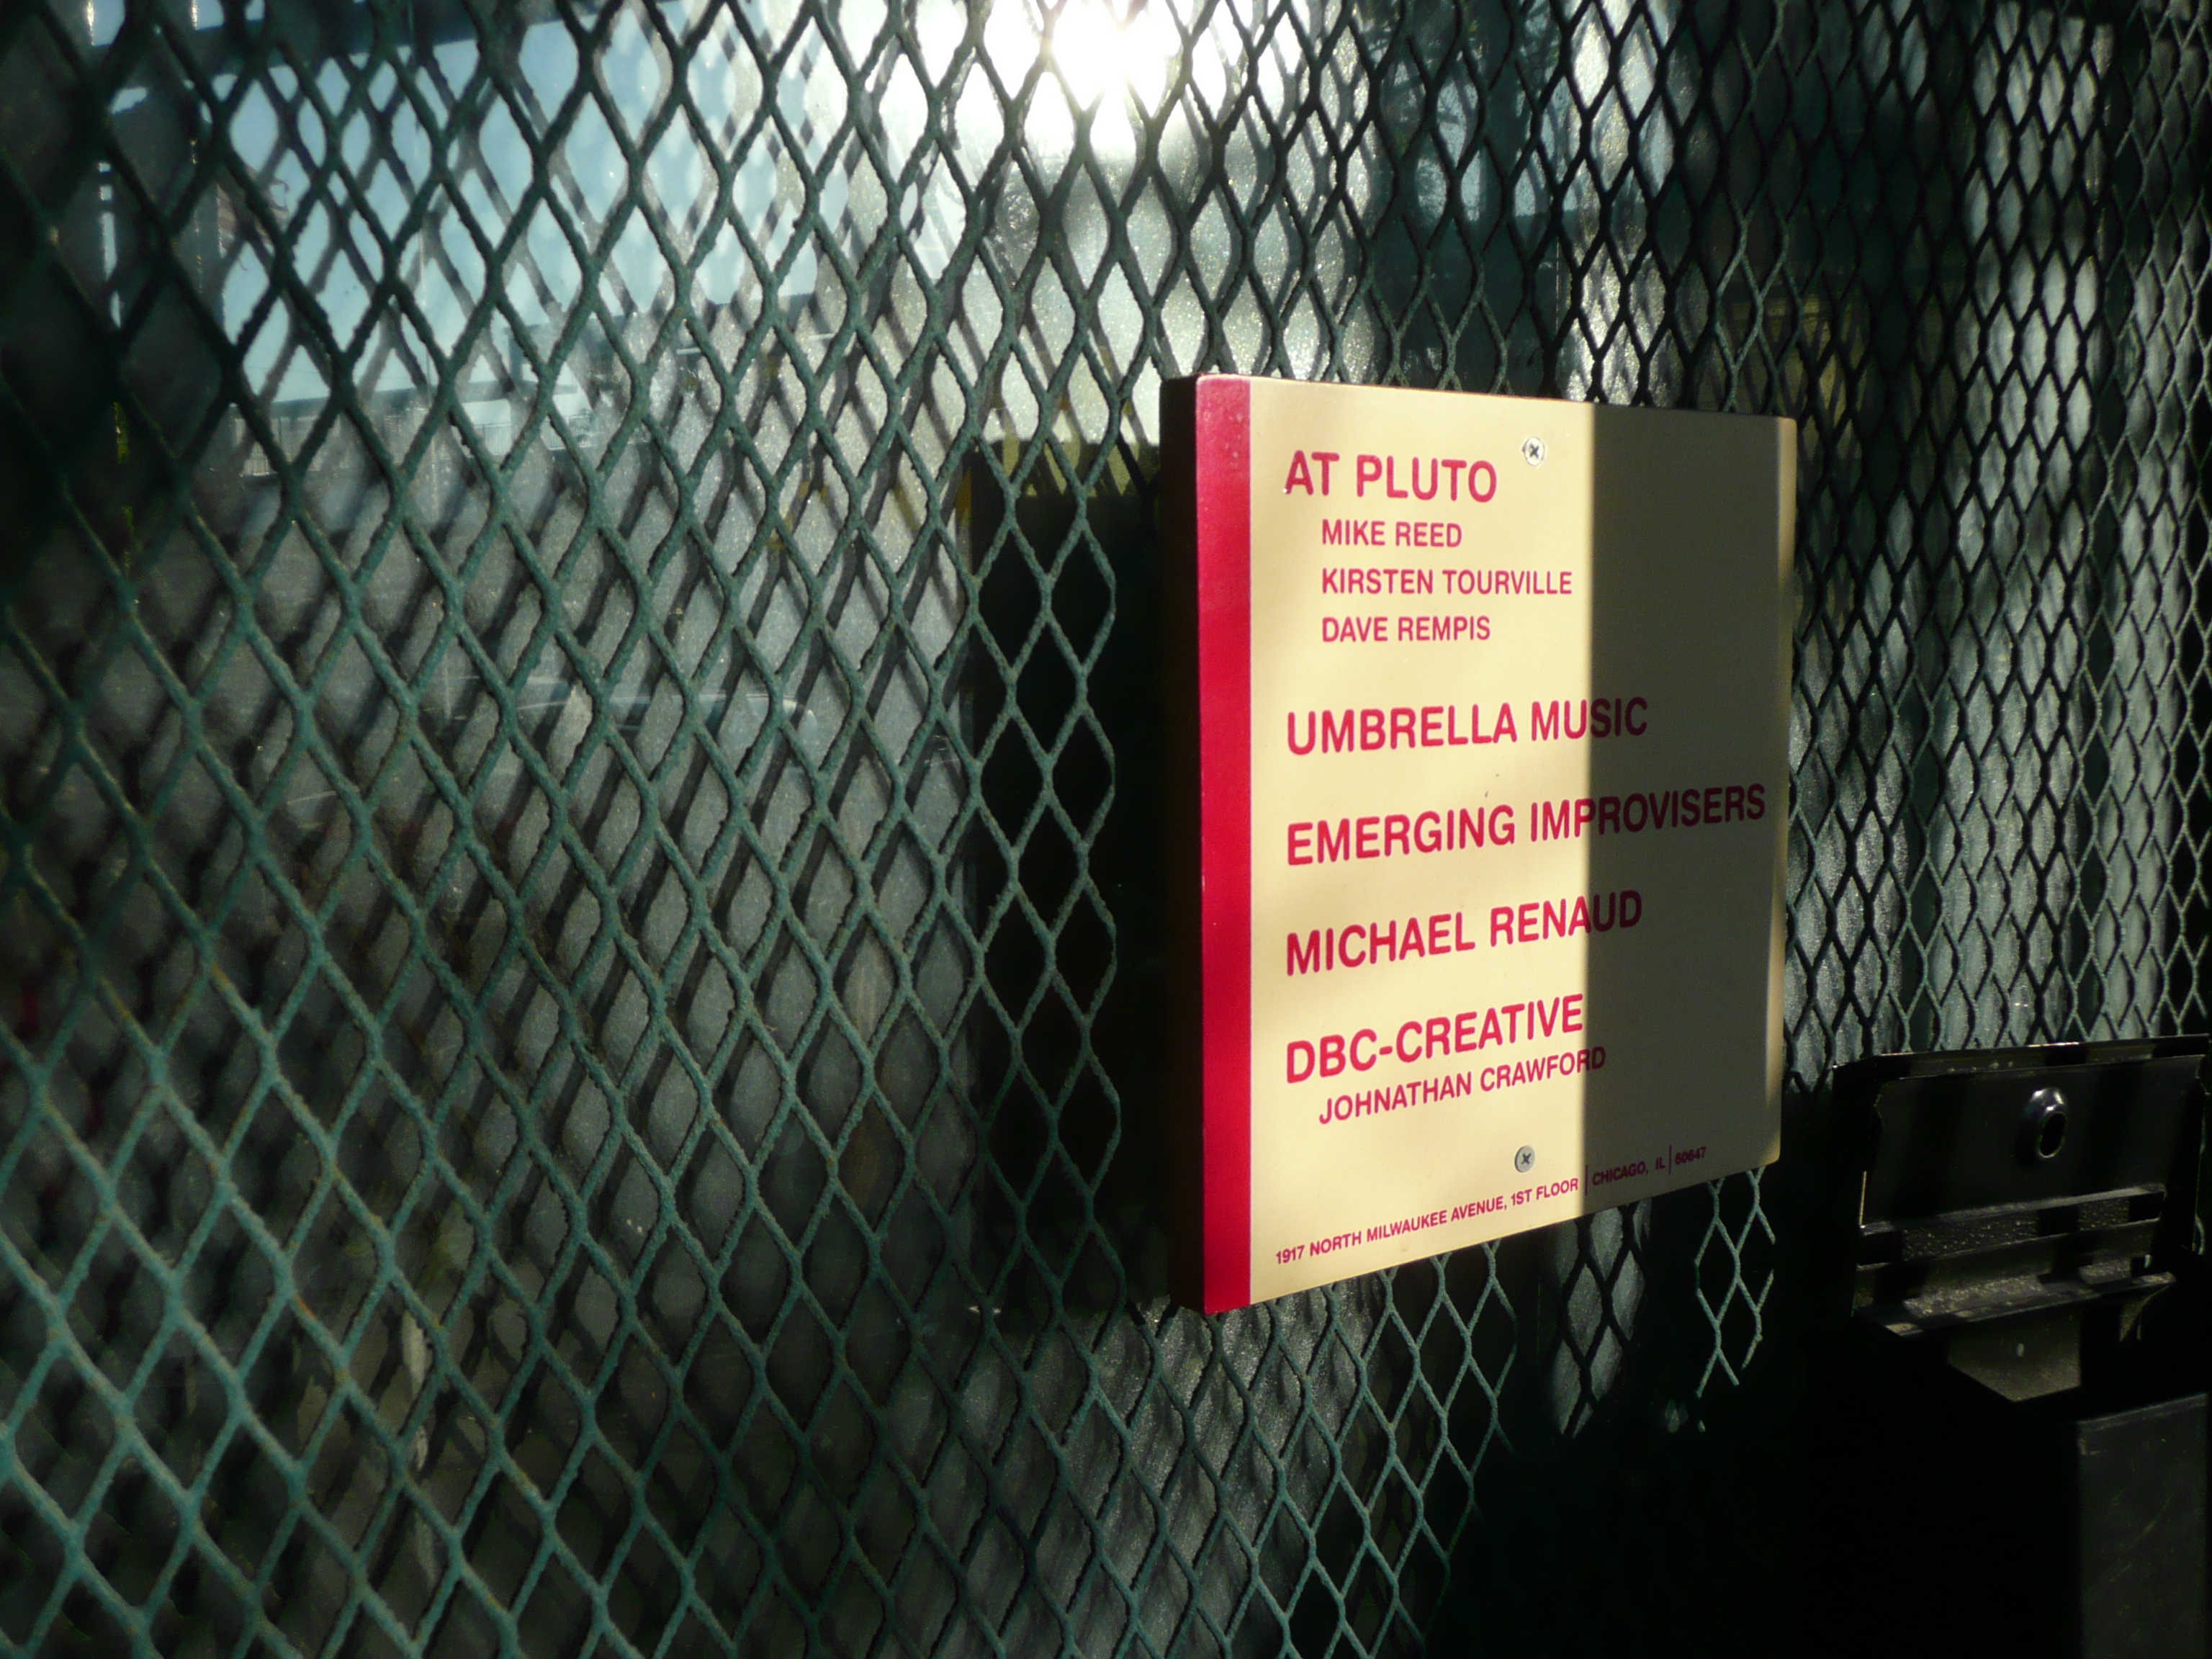 AT PLUTO
MIKE REED
KIRSTEN TOURVILLE
DAVE REMPIS
UMBRELLA MUSIC
EMERGING IMPROVISERS
MICHAEL RENAUD
DBC-CREATIVE
JOHNATHAN CRAWFORD
1917 NORTH MILWAUKEE AVENUE, 1ST FLOOR | CHICAGO, IL | 60647